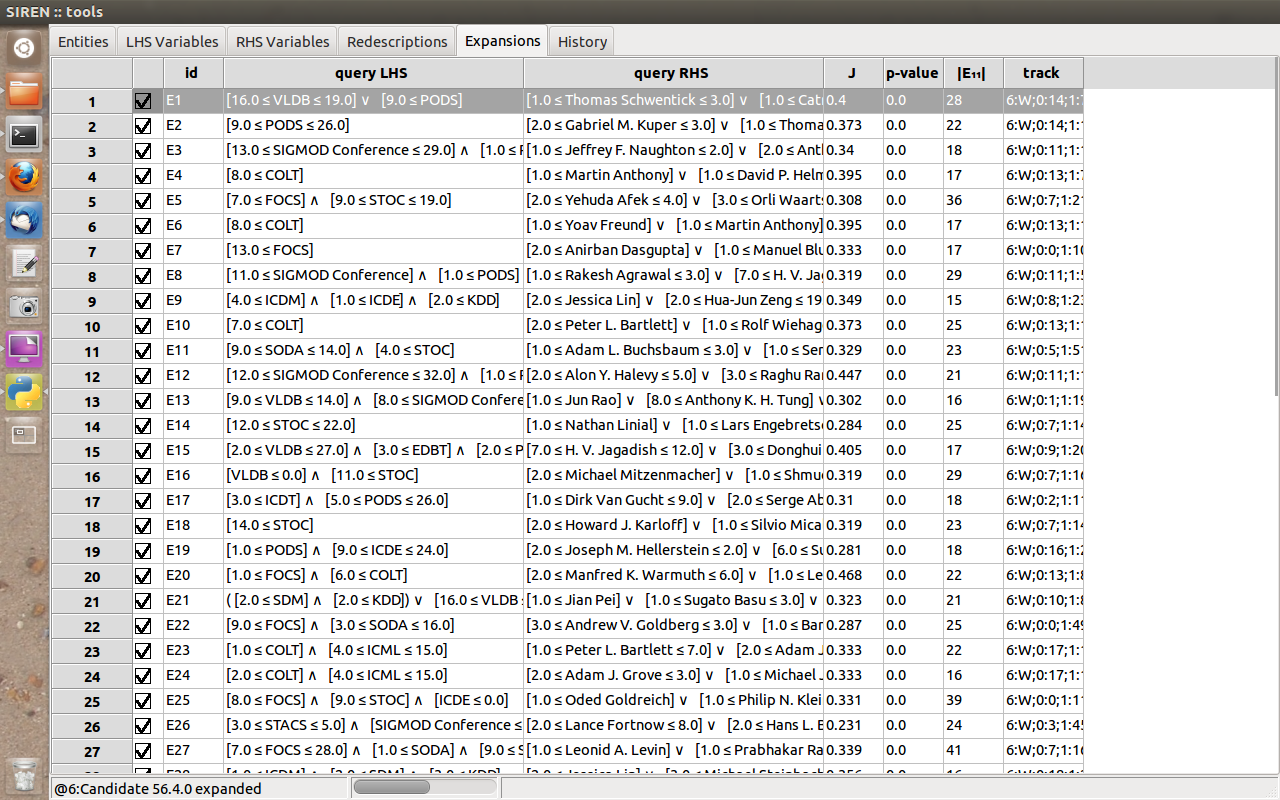 SIREN :: tools
Entities LHS Variables RHS Variables Redescriptions Expansions History
id query LHS query RHS J p-value |E₁₁| track
1 E1 [16.0 ≤ VLDB ≤ 19.0] ∨ [9.0 ≤ PODS] [1.0 ≤ Thomas Schwentick ≤ 3.0] ∨ [1.0 ≤ Cat 0.4 0.0 28 6:W;0:14;1:
2 E2 [9.0 ≤ PODS ≤ 26.0] [2.0 ≤ Gabriel M. Kuper ≤ 3.0] ∨ [1.0 ≤ Thoma 0.373 0.0 22 6:W;0:14;1:
3 E3 [13.0 ≤ SIGMOD Conference ≤ 29.0] ∧ [1.0 ≤ [1.0 ≤ Jeffrey F. Naughton ≤ 2.0] ∨ [2.0 ≤ Ant 0.34 0.0 18 6:W;0:11;1:
4 E4 [8.0 ≤ COLT] [1.0 ≤ Martin Anthony] ∨ [1.0 ≤ David P. Helm 0.395 0.0 17 6:W;0:13;1:
5 E5 [7.0 ≤ FOCS] ∧ [9.0 ≤ STOC ≤ 19.0] [2.0 ≤ Yehuda Afek ≤ 4.0] ∨ [3.0 ≤ Orli Waart 0.308 0.0 36 6:W;0:7;1:21
6 E6 [8.0 ≤ COLT] [1.0 ≤ Yoav Freund] ∨ [1.0 ≤ Martin Anthony] 0.395 0.0 17 6:W;0:13;1:
7 E7 [13.0 ≤ FOCS] [2.0 ≤ Anirban Dasgupta] ∨ [1.0 ≤ Manuel Blu 0.333 0.0 17 6:W;0:0;1:10
8 E8 [11.0 ≤ SIGMOD Conference] ∧ [1.0 ≤ PODS] [1.0 ≤ Rakesh Agrawal ≤ 3.0] ∨ [7.0 ≤ H. V. Ja 0.319 0.0 29 6:W;0:11;1:
9 E9 [4.0 ≤ ICDM] ∧ [1.0 ≤ ICDE] ∧ [2.0 ≤ KDD] [2.0 ≤ Jessica Lin] ∨ [2.0 ≤ Hua-Jun Zeng ≤ 19 0.349 0.0 15 6:W;0:8;1:23
10 E10 [7.0 ≤ COLT] [2.0 ≤ Peter L. Bartlett] ∨ [1.0 ≤ Rolf Wiehag 0.373 0.0 25 6:W;0:13;1:
11 E11 [9.0 ≤ SODA ≤ 14.0] ∧ [4.0 ≤ STOC] [1.0 ≤ Adam L. Buchsbaum ≤ 3.0] ∨ [1.0 ≤ Ser 0.329 0.0 23 6:W;0:5;1:51
12 E12 [12.0 ≤ SIGMOD Conference ≤ 32.0] ∧ [1.0 ≤ [2.0 ≤ Alon Y. Halevy ≤ 5.0] ∨ [3.0 ≤ Raghu Ra 0.447 0.0 21 6:W;0:11;1:
13 E13 [9.0 ≤ VLDB ≤ 14.0] ∧ [8.0 ≤ SIGMOD Confere [1.0 ≤ Jun Rao] ∨ [8.0 ≤ Anthony K. H. Tung] ∨ 0.302 0.0 16 6:W;0:1;1:19
14 E14 [12.0 ≤ STOC ≤ 22.0] [1.0 ≤ Nathan Linial] ∨ [1.0 ≤ Lars Engebrets 0.284 0.0 25 6:W;0:7;1:14
15 E15 [2.0 ≤ VLDB ≤ 27.0] ∧ [3.0 ≤ EDBT] ∧ [2.0 ≤ P [7.0 ≤ H. V. Jagadish ≤ 12.0] ∨ [3.0 ≤ Donghui 0.405 0.0 17 6:W;0:9;1:20
16 E16 [VLDB ≤ 0.0] ∧ [11.0 ≤ STOC] [2.0 ≤ Michael Mitzenmacher] ∨ [1.0 ≤ Shmu 0.319 0.0 29 6:W;0:7;1:16
17 E17 [3.0 ≤ ICDT] ∧ [5.0 ≤ PODS ≤ 26.0] [1.0 ≤ Dirk Van Gucht ≤ 9.0] ∨ [2.0 ≤ Serge Ab 0.31 0.0 18 6:W;0:2;1:11
18 E18 [14.0 ≤ STOC] [2.0 ≤ Howard J. Karloff] ∨ [1.0 ≤ Silvio Mica 0.319 0.0 23 6:W;0:7;1:14
19 E19 [1.0 ≤ PODS] ∧ [9.0 ≤ ICDE ≤ 24.0] [2.0 ≤ Joseph M. Hellerstein ≤ 2.0] ∨ [6.0 ≤ Su 0.281 0.0 18 6:W;0:16;1:2
20 E20 [1.0 ≤ FOCS] ∧ [6.0 ≤ COLT] [2.0 ≤ Manfred K. Warmuth ≤ 6.0] ∨ [1.0 ≤ Le 0.468 0.0 22 6:W;0:13;1:8
21 E21 ( [2.0 ≤ SDM] ∧ [2.0 ≤ KDD]) ∨ [16.0 ≤ VLDB [1.0 ≤ Jian Pei] ∨ [1.0 ≤ Sugato Basu ≤ 3.0] ∨ 0.323 0.0 21 6:W;0:10;1:8
22 E22 [9.0 ≤ FOCS] ∧ [3.0 ≤ SODA ≤ 16.0] [3.0 ≤ Andrew V. Goldberg ≤ 3.0] ∨ [1.0 ≤ Bar 0.287 0.0 25 6:W;0:0;1:49
23 E23 [1.0 ≤ COLT] ∧ [4.0 ≤ ICML ≤ 15.0] [1.0 ≤ Peter L. Bartlett ≤ 7.0] ∨ [2.0 ≤ Adam J 0.333 0.0 22 6:W;0:17;1:
24 E24 [2.0 ≤ COLT] ∧ [4.0 ≤ ICML ≤ 15.0] [2.0 ≤ Adam J. Grove ≤ 3.0] ∨ [1.0 ≤ Michael 0.333 0.0 16 6:W;0:17;1:
25 E25 [8.0 ≤ FOCS] ∧ [9.0 ≤ STOC] ∧ [ICDE ≤ 0.0] [1.0 ≤ Oded Goldreich] ∨ [1.0 ≤ Philip N. Klei 0.331 0.0 39 6:W;0:0;1:11
26 E26 [3.0 ≤ STACS ≤ 5.0] ∧ [SIGMOD Conference ≤ [2.0 ≤ Lance Fortnow ≤ 8.0] ∨ [2.0 ≤ Hans L. B 0.231 0.0 24 6:W;0:3;1:45
27 E27 [7.0 ≤ FOCS ≤ 28.0] ∧ [1.0 ≤ SODA] ∧ [9.0 ≤ S [1.0 ≤ Leonid A. Levin] ∨ [1.0 ≤ Prabhakar Ra 0.339 0.0 41 6:W;0:7;1:16
@6:Candidate 56.4.0 expanded